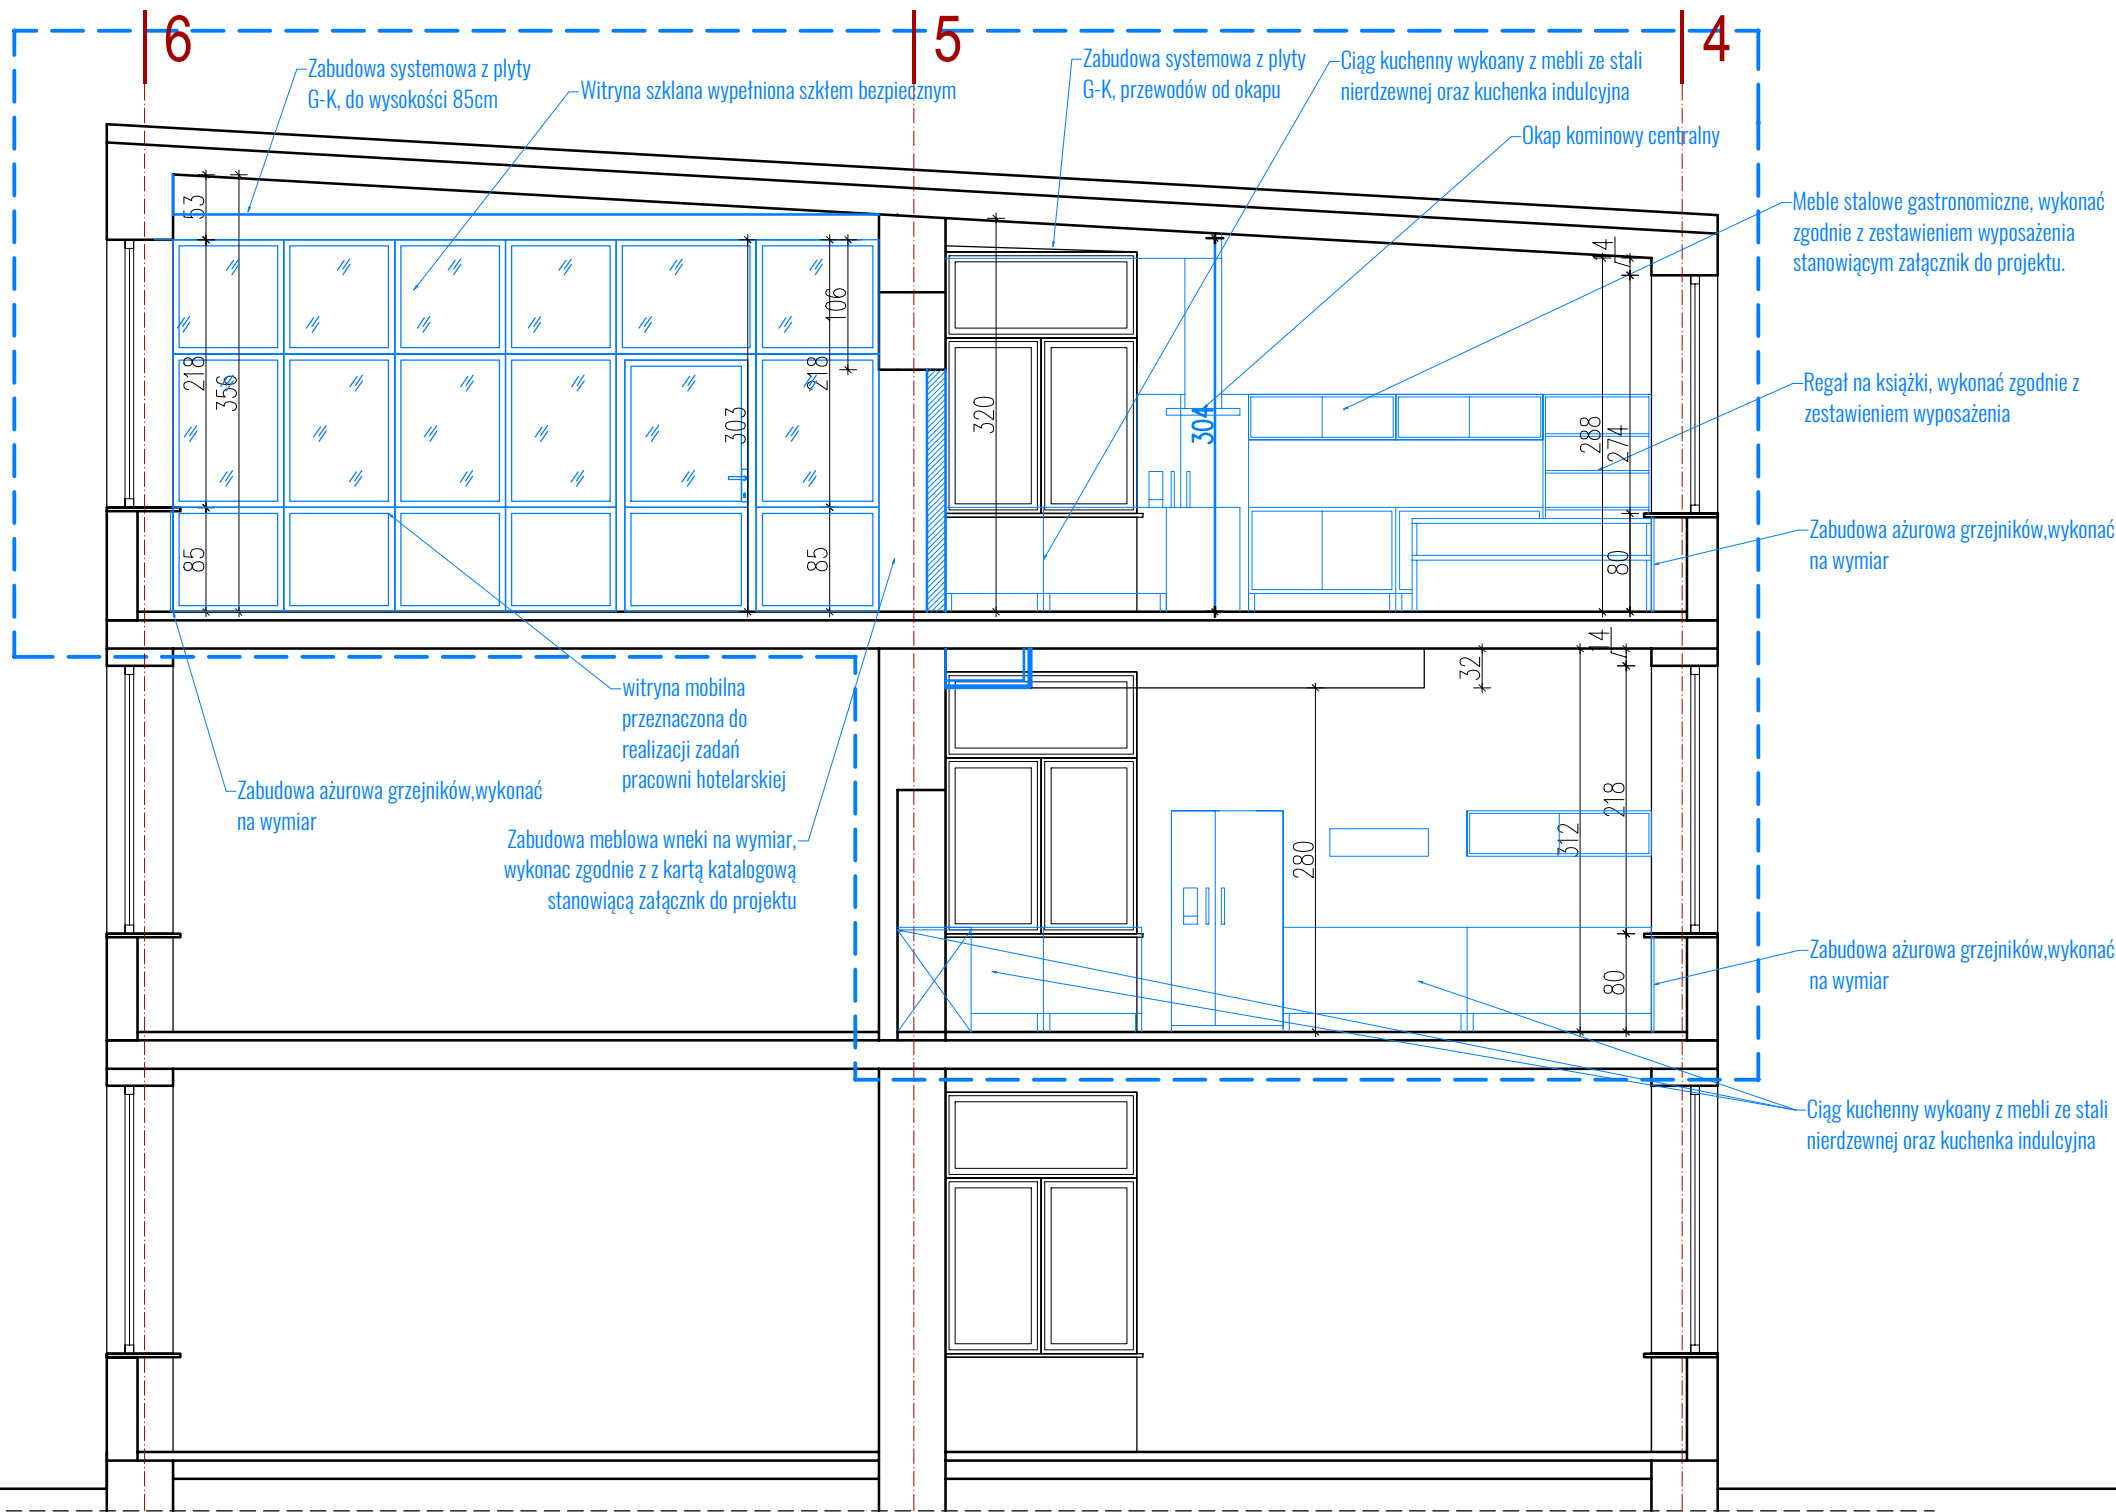 6
5
4
Zabudowa systemowa z plyty
G-K, do wysokości 85cm
Witryna szklana wypełniona szkłem bezpiecznym
Zabudowa systemowa z plyty
G-K, przewodów od okapu
Ciąg kuchenny wykoany z mebli ze stali
nierdzewnej oraz kuchenka indulcyjna
Okap kominowy centralny
Meble stalowe gastronomiczne, wykonać
zgodnie z zestawieniem wyposażenia
stanowiącym załącznik do projektu.
Regał na książki, wykonać zgodnie z
zestawieniem wyposażenia
Zabudowa ażurowa grzejników,wykonać
na wymiar
53
218
356
85
303
218
106
85
320
304
288
14
274
80
witryna mobilna
przeznaczona do
realizacji zadań
pracowni hotelarskiej
Zabudowa ażurowa grzejników,wykonać
na wymiar
Zabudowa meblowa wneki na wymiar,
wykonac zgodnie z z kartą katalogową
stanowiącą załącznk do projektu
32
14
280
312
218
80
Zabudowa ażurowa grzejników,wykonać
na wymiar
Ciąg kuchenny wykoany z mebli ze stali
nierdzewnej oraz kuchenka indulcyjna